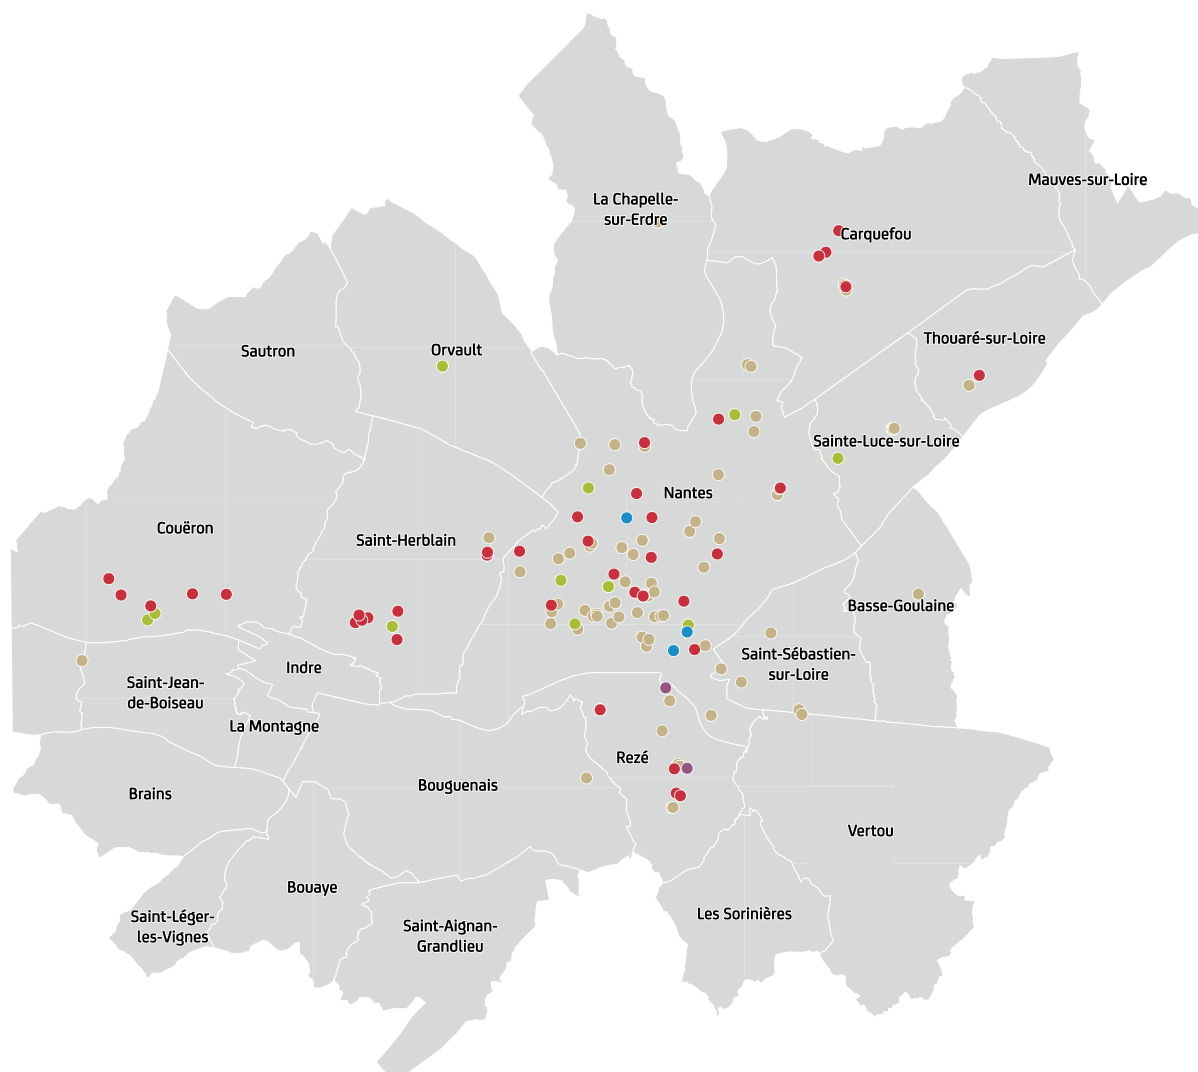 Mauves-sur-Loire
La Chapelle-
sur-Erdre
Carquefou
Thouaré-sur-Loire
Sautron
Orvault
Sainte-Luce-sur-Loire
Nantes
Couëron
Saint-Herblain
Basse-Goulaine
Saint-Sébastien-
sur-Loire
Indre
Saint-Jean-
de-Boiseau
La Montagne
Rezé
Bouguenais
Brains
Vertou
Bouaye
Les Sorinières
Saint-Léger-
les-Vignes
Saint-Aignan-
Grandlieu